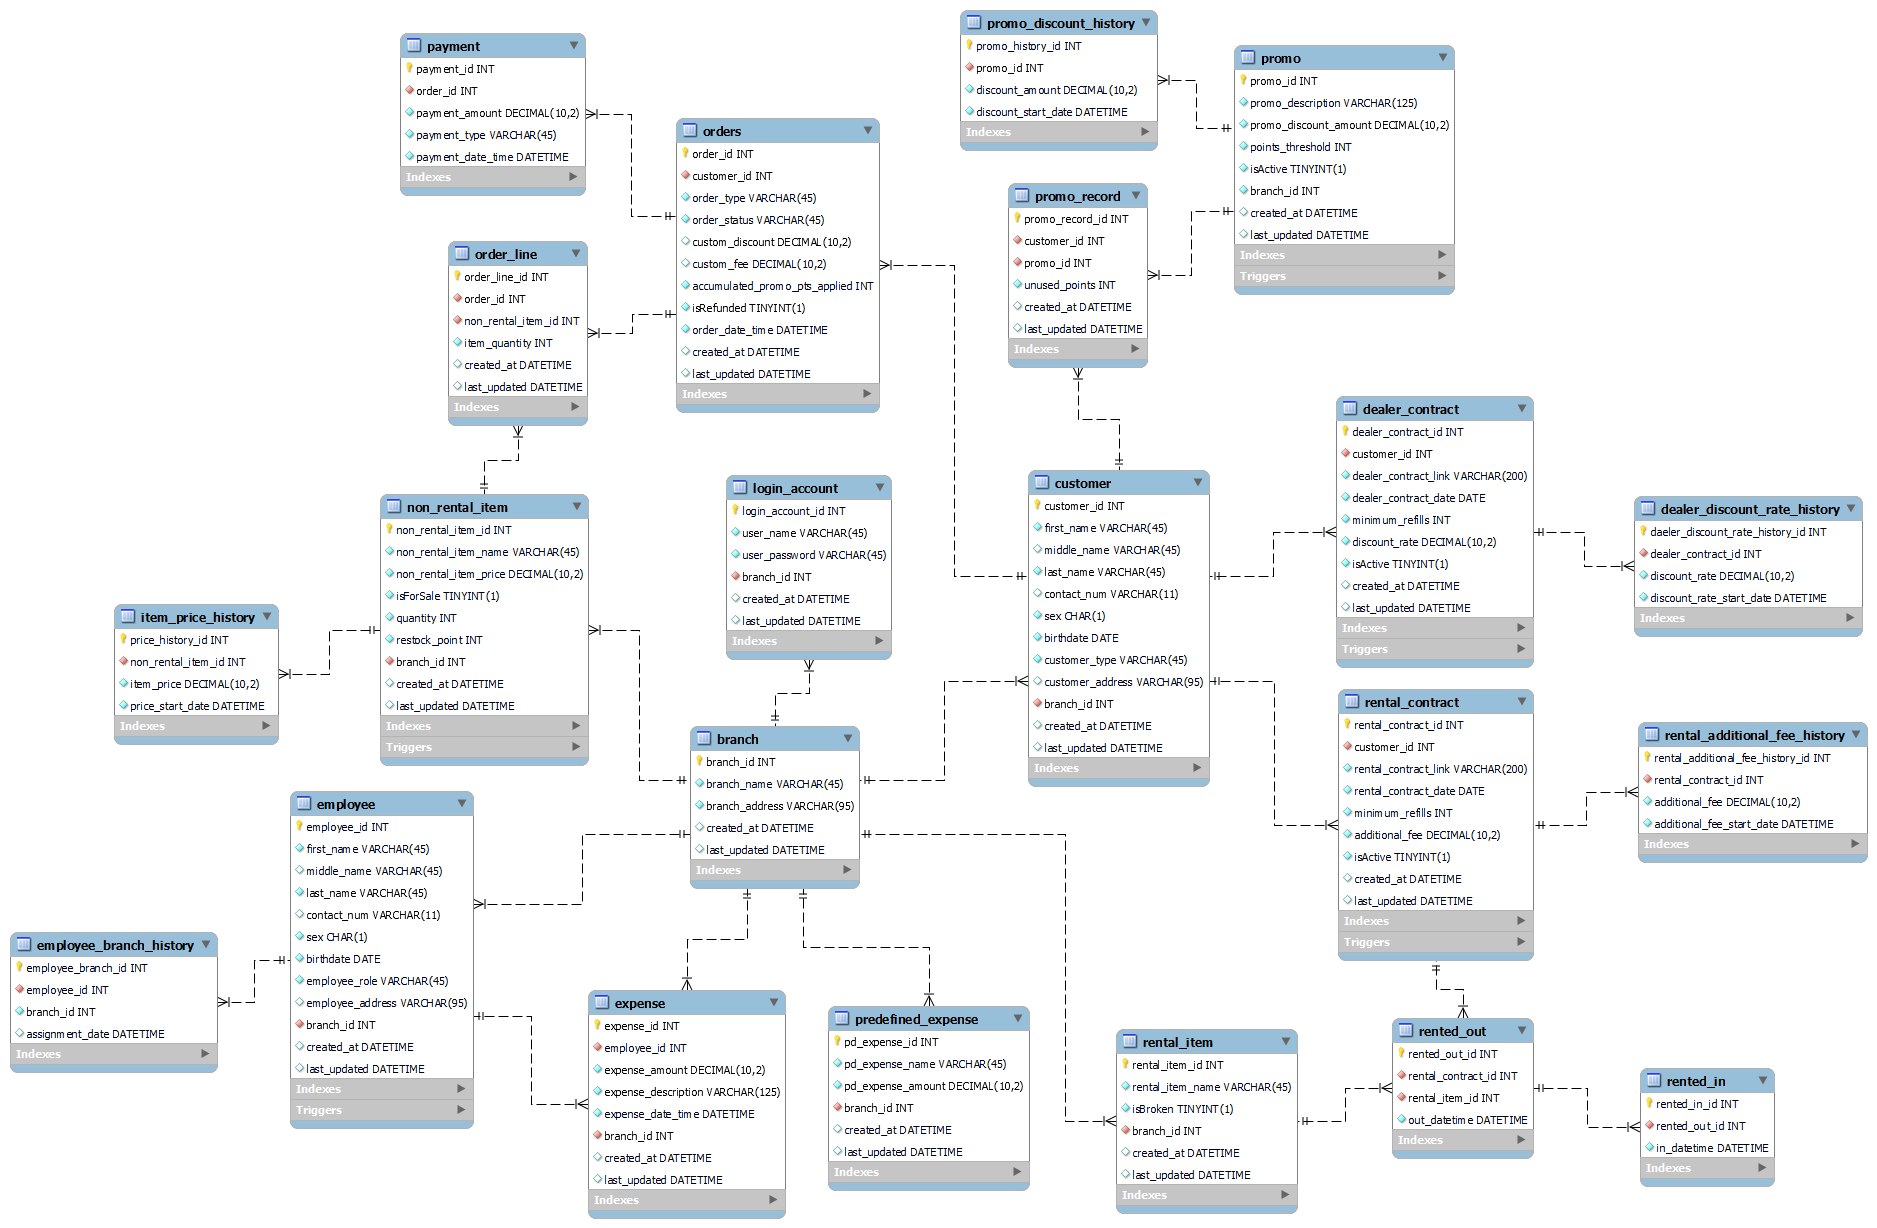 payment
payment_id INT
order_id INT
payment_amount DECIMAL(10,2)
payment_type VARCHAR(45)
payment_date_time DATETIME
Indexes
orders
order_id INT
customer_id INT
order_type VARCHAR(45)
order_status VARCHAR(45)
custom_discount DECIMAL(10,2)
custom_fee DECIMAL(10,2)
accumulated_promo_pts_applied INT
isRefunded TINYINT(1)
order_date_time DATETIME
created_at DATETIME
last_updated DATETIME
Indexes
promo_discount_history
promo_history_id INT
promo_id INT
discount_amount DECIMAL(10,2)
discount_start_date DATETIME
Indexes
promo
promo_id INT
promo_description VARCHAR(125)
promo_discount_amount DECIMAL(10,2)
points_threshold INT
isActive TINYINT(1)
branch_id INT
created_at DATETIME
last_updated DATETIME
Indexes
Triggers
promo_record
promo_record_id INT
customer_id INT
promo_id INT
unused_points INT
created_at DATETIME
last_updated DATETIME
Indexes
order_line
order_line_id INT
order_id INT
non_rental_item_id INT
item_quantity INT
created_at DATETIME
last_updated DATETIME
Indexes
non_rental_item
non_rental_item_id INT
non_rental_item_name VARCHAR(45)
non_rental_item_price DECIMAL(10,2)
isForSale TINYINT(1)
quantity INT
restock_point INT
branch_id INT
created_at DATETIME
last_updated DATETIME
Indexes
Triggers
login_account
login_account_id INT
user_name VARCHAR(45)
user_password VARCHAR(45)
branch_id INT
created_at DATETIME
last_updated DATETIME
Indexes
customer
customer_id INT
first_name VARCHAR(45)
middle_name VARCHAR(45)
last_name VARCHAR(45)
contact_num VARCHAR(11)
sex CHAR(1)
birthdate DATE
customer_type VARCHAR(45)
customer_address VARCHAR(95)
branch_id INT
created_at DATETIME
last_updated DATETIME
Indexes
dealer_contract
dealer_contract_id INT
customer_id INT
dealer_contract_link VARCHAR(200)
dealer_contract_date DATE
minimum_refills INT
discount_rate DECIMAL(10,2)
isActive TINYINT(1)
created_at DATETIME
last_updated DATETIME
Indexes
Triggers
dealer_discount_rate_history
daeler_discount_rate_history_id INT
dealer_contract_id INT
discount_rate DECIMAL(10,2)
discount_rate_start_date DATETIME
Indexes
item_price_history
price_history_id INT
non_rental_item_id INT
item_price DECIMAL(10,2)
price_start_date DATETIME
Indexes
branch
branch_id INT
branch_name VARCHAR(45)
branch_address VARCHAR(95)
created_at DATETIME
last_updated DATETIME
Indexes
rental_contract
rental_contract_id INT
customer_id INT
rental_contract_link VARCHAR(200)
rental_contract_date DATE
minimum_refills INT
additional_fee DECIMAL(10,2)
isActive TINYINT(1)
created_at DATETIME
last_updated DATETIME
Indexes
Triggers
rental_additional_fee_history
rental_additional_fee_history_id INT
rental_contract_id INT
additional_fee DECIMAL(10,2)
additional_fee_start_date DATETIME
Indexes
employee
employee_id INT
first_name VARCHAR(45)
middle_name VARCHAR(45)
last_name VARCHAR(45)
contact_num VARCHAR(11)
sex CHAR(1)
birthdate DATE
employee_role VARCHAR(45)
employee_address VARCHAR(95)
branch_id INT
created_at DATETIME
last_updated DATETIME
Indexes
Triggers
employee_branch_history
employee_branch_id INT
employee_id INT
branch_id INT
assignment_date DATETIME
Indexes
expense
expense_id INT
employee_id INT
expense_amount DECIMAL(10,2)
expense_description VARCHAR(125)
expense_date_time DATETIME
branch_id INT
created_at DATETIME
last_updated DATETIME
Indexes
predefined_expense
pd_expense_id INT
pd_expense_name VARCHAR(45)
pd_expense_amount DECIMAL(10,2)
branch_id INT
created_at DATETIME
last_updated DATETIME
Indexes
rental_item
rental_item_id INT
rental_item_name VARCHAR(45)
isBroken TINYINT(1)
branch_id INT
created_at DATETIME
last_updated DATETIME
Indexes
rented_out
rented_out_id INT
rental_contract_id INT
rental_item_id INT
out_datetime DATETIME
Indexes
rented_in
rented_in_id INT
rented_out_id INT
in_datetime DATETIME
Indexes